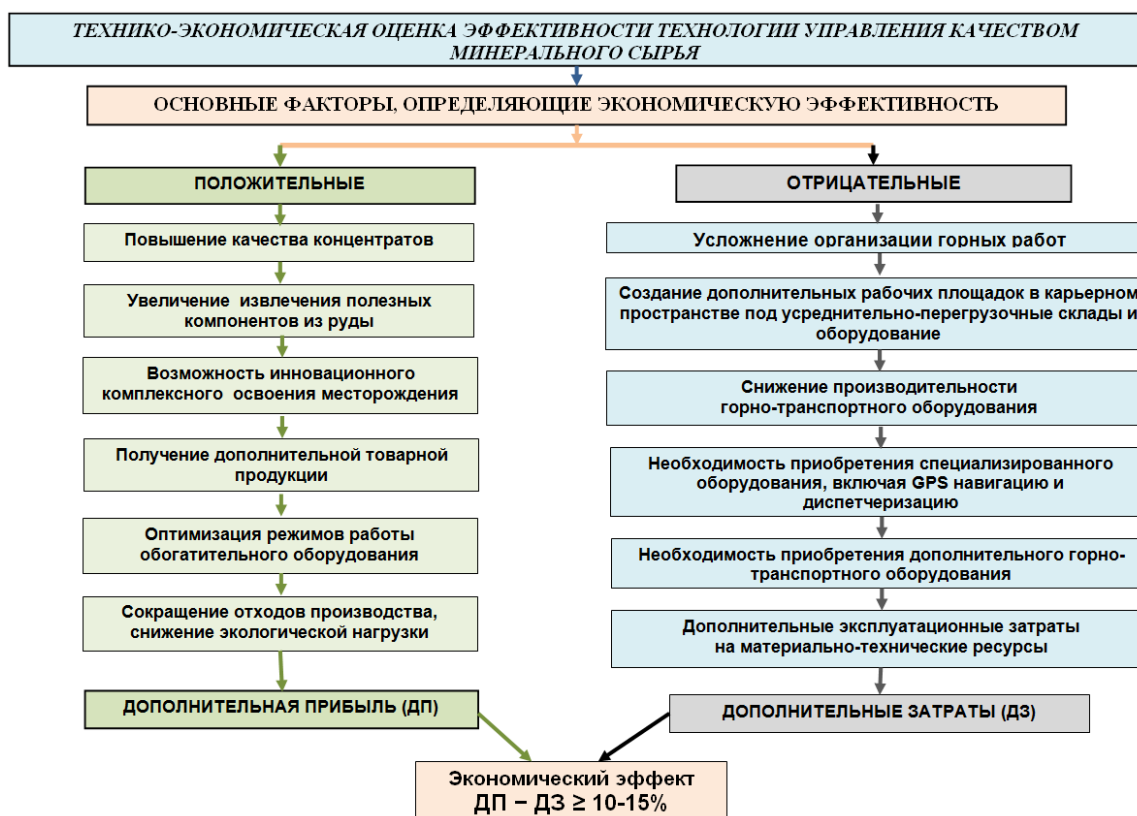 ТЕХНИКО-ЭКОНОМИЧЕСКАЯ ОЦЕНКА ЭФФЕКТИВНОСТИ ТЕХНОЛОГИИ УПРАВЛЕНИЯ КАЧЕСТВОМ
МИНЕРАЛЬНОГО СЫРЬЯ
ОСНОВНЫЕ ФАКТОРЫ, ОПРЕДЕЛЯЮЩИЕ ЭКОНОМИЧЕСКУЮ ЭФФЕКТИВНОСТЬ
ПОЛОЖИТЕЛЬНЫЕ
Повышение качества концентратов
Увеличение извлечения полезных
компонентов из руды
Возможность инновационного
комплексного освоения месторождения
Получение дополнительной товарной
продукции
Оптимизация режимов работы
обогатительного оборудования
Сокращение отходов производства,
снижение экологической нагрузки
ДОПОЛНИТЕЛЬНАЯ ПРИБЫЛЬ (ДП)
ОТРИЦАТЕЛЬНЫЕ
Усложнение организации горных работ
Создание дополнительных рабочих площадок в карьерном
пространстве под усреднительно-перегрузочные склады и
оборудование
Снижение производительности
горно-транспортного оборудования
Необходимость приобретения специализированного
оборудования, включая GPS навигацию и
диспетчеризацию
Необходимость приобретения дополнительного горно-
транспортного оборудования
Дополнительные эксплуатационные затраты
на материально-технические ресурсы
ДОПОЛНИТЕЛЬНЫЕ ЗАТРАТЫ (ДЗ)
Экономический эффект
ДП − ДЗ ≥ 10-15%